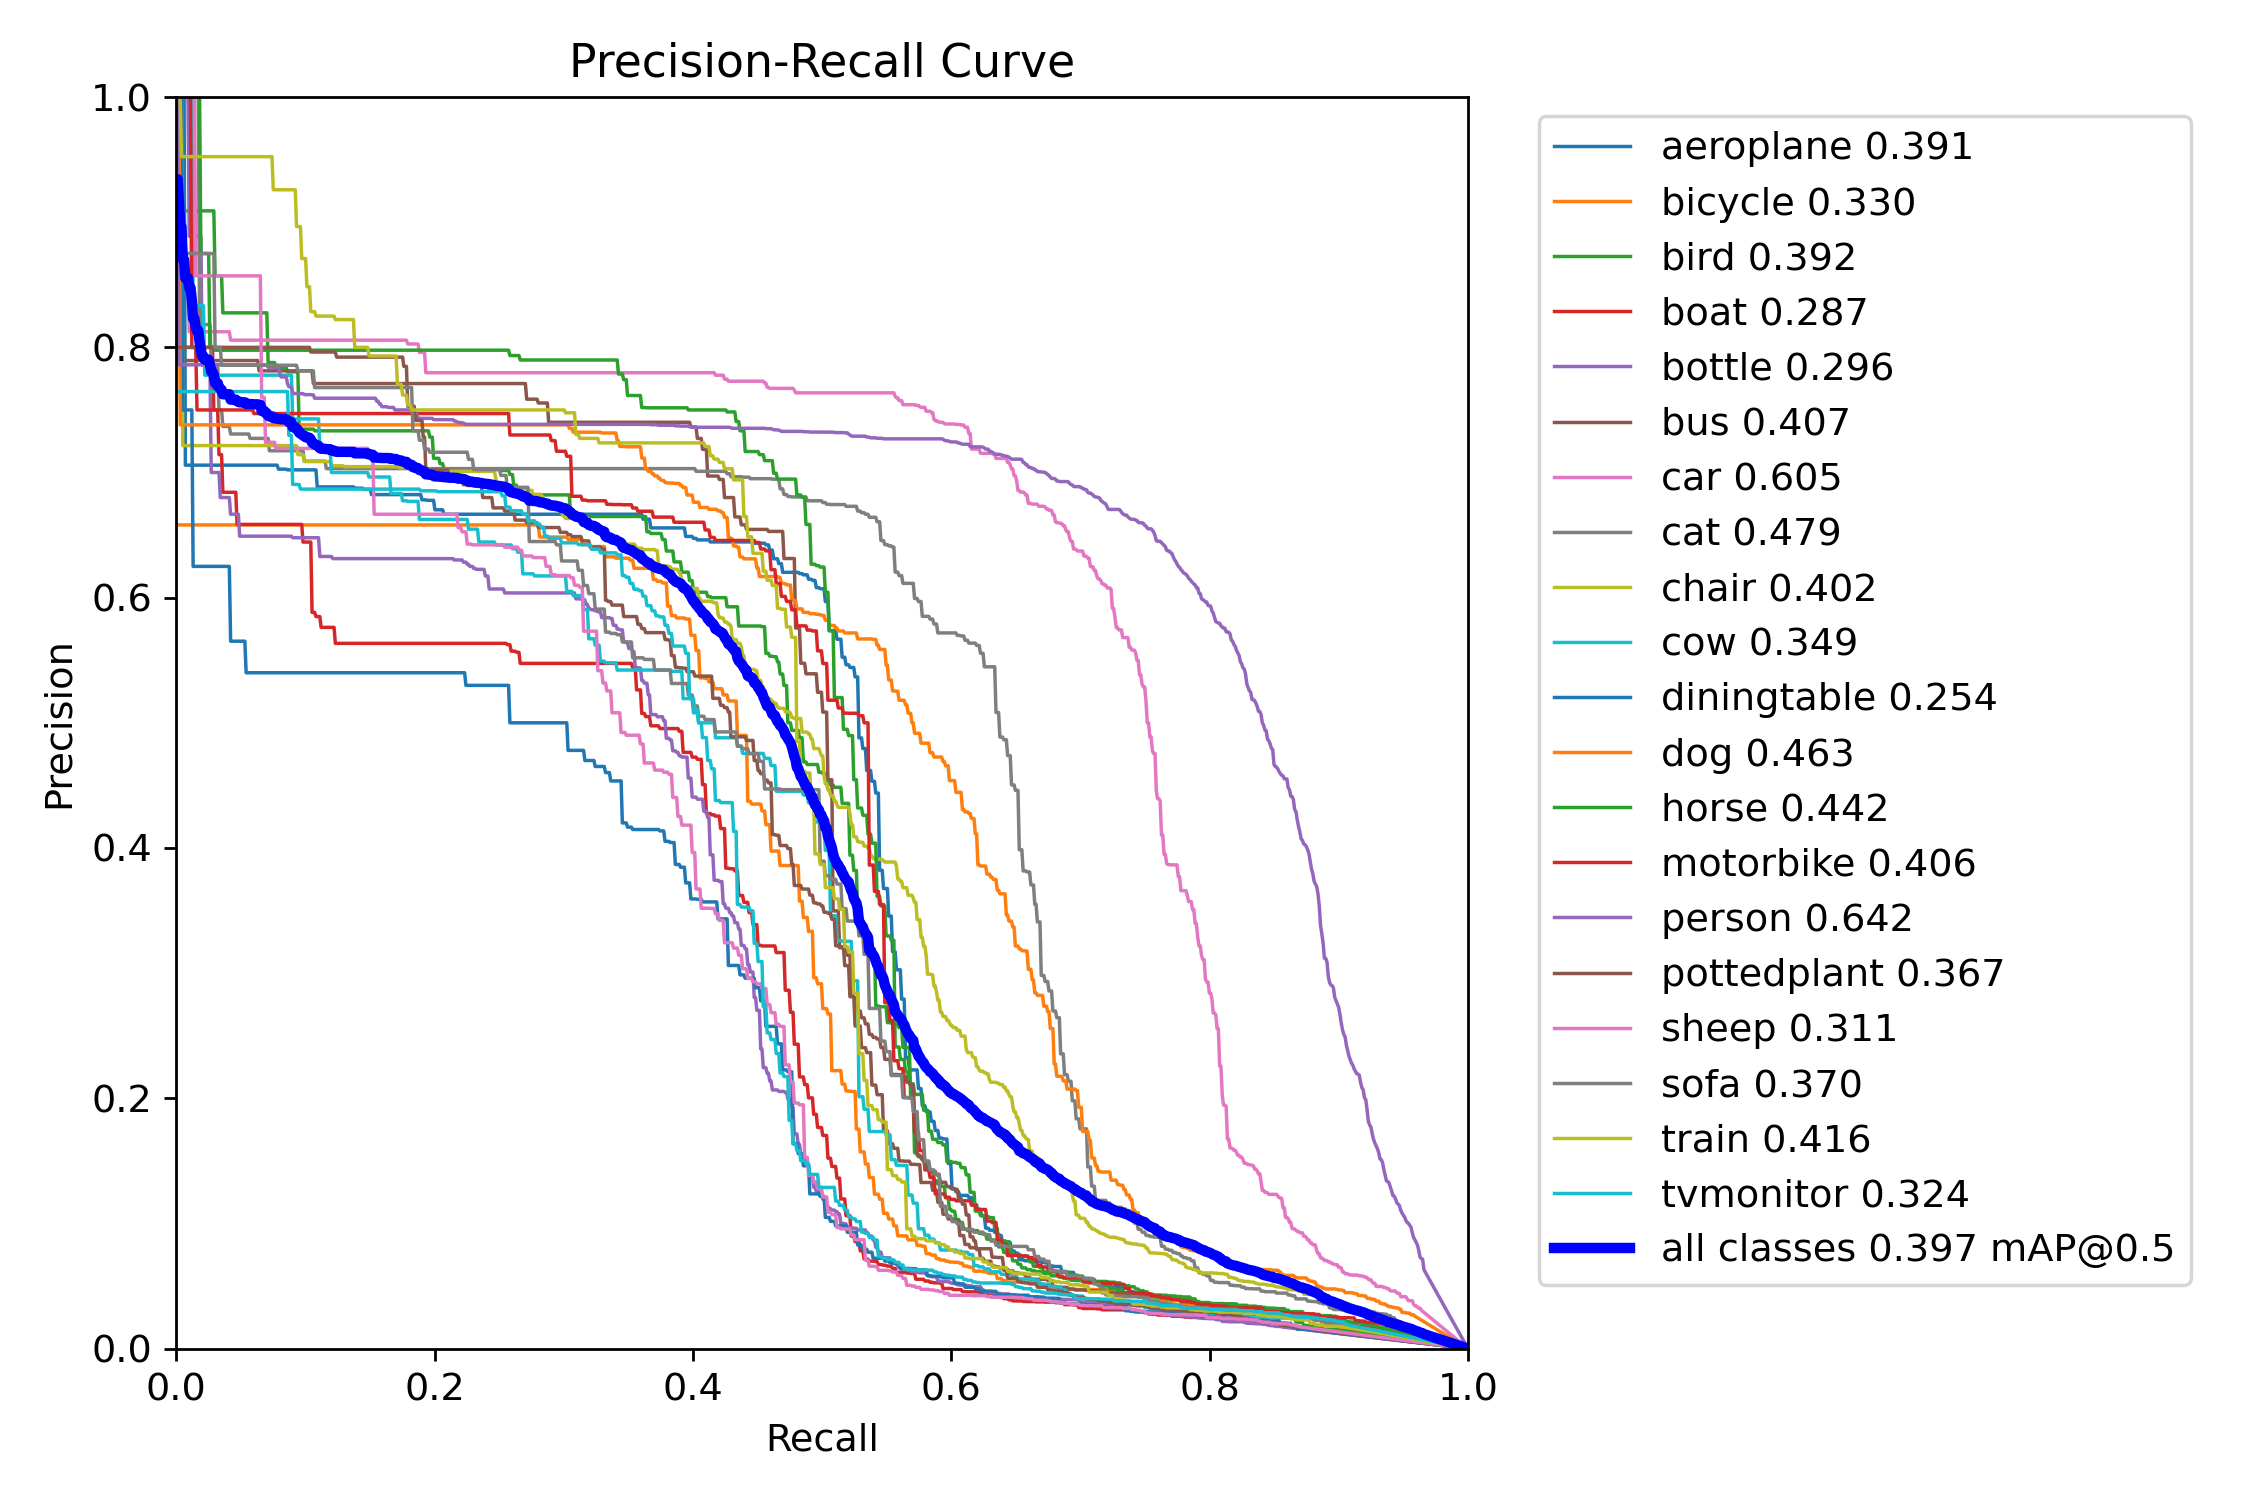 Precision-Recall Curve
1.0
0.8
0.6
0.4
0.2
0.0
Precision
0.0 0.2 0.4 0.6 0.8 1.0
Recall
aeroplane 0.391
bicycle 0.330
bird 0.392
boat 0.287
bottle 0.296
bus 0.407
car 0.605
cat 0.479
chair 0.402
cow 0.349
diningtable 0.254
dog 0.463
horse 0.442
motorbike 0.406
person 0.642
pottedplant 0.367
sheep 0.311
sofa 0.370
train 0.416
tvmonitor 0.324
all classes 0.397 mAP@0.5